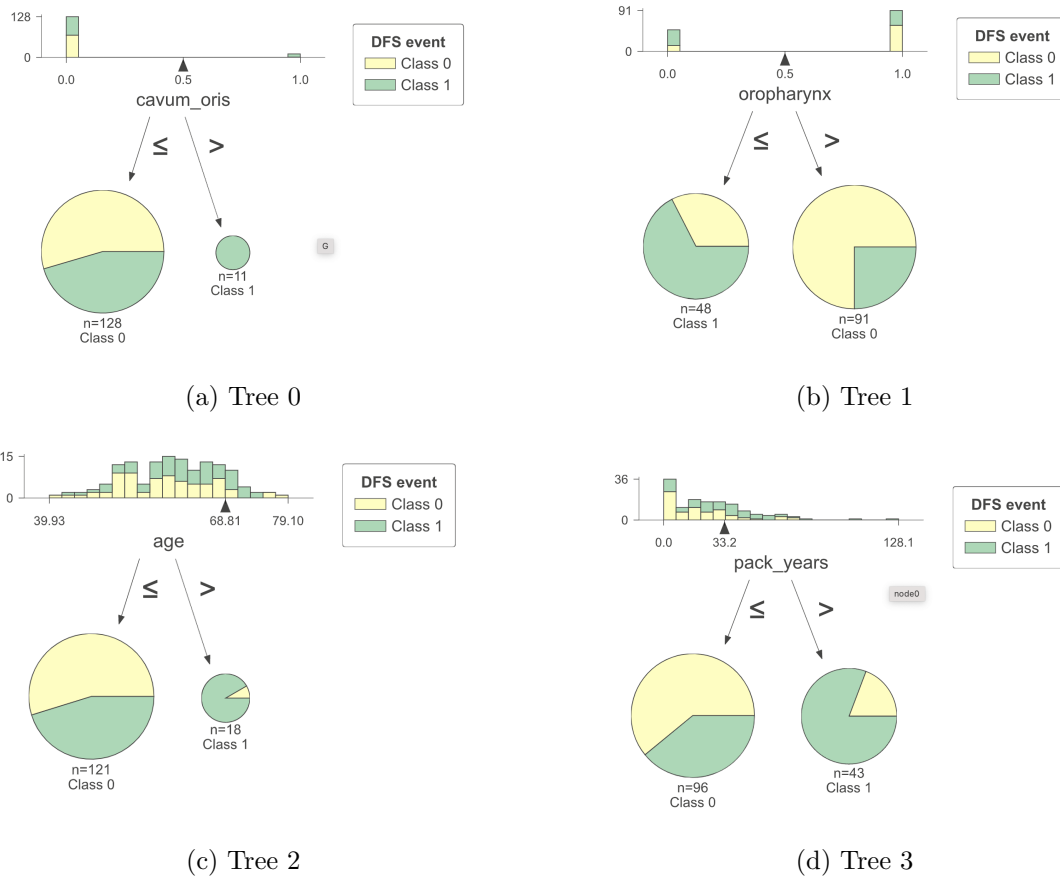 128
0
0.0 0.5 1.0
cavum_oris
DFS event
Class 0
Class 1
≤ >
G
n=128
Class 0
n=11
Class 1
(a) Tree 0
91
0
0.0 0.5 1.0
oropharynx
DFS event
Class 0
Class 1
≤ >
n=48
Class 1
n=91
Class 0
(b) Tree 1
15
0
39.93 68.81 79.10
age
DFS event
Class 0
Class 1
≤ >
n=121
Class 0
n=18
Class 1
(c) Tree 2
36
0
0.0 33.2 128.1
pack_years
DFS event
Class 0
Class 1
node0
≤ >
n=96
Class 0
n=43
Class 1
(d) Tree 3